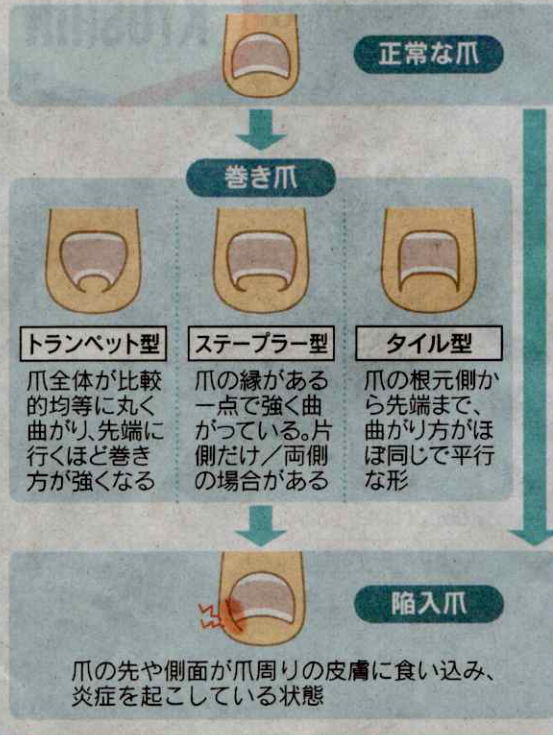 正常な爪
巻き爪
トランペット型
爪全体が比較
的均等に丸く
曲がり、先端に
行くほど巻き
方が強くなる
ステープラー型
爪の縁がある
一点で強く曲
がっている。片
側だけ／両側
の場合がある
タイル型
爪の根元側か
ら先端まで、
曲がり方がほ
ぼ同じで平行
な形
陥入爪
爪の先や側面が爪周りの皮膚に食い込み、
炎症を起こしている状態